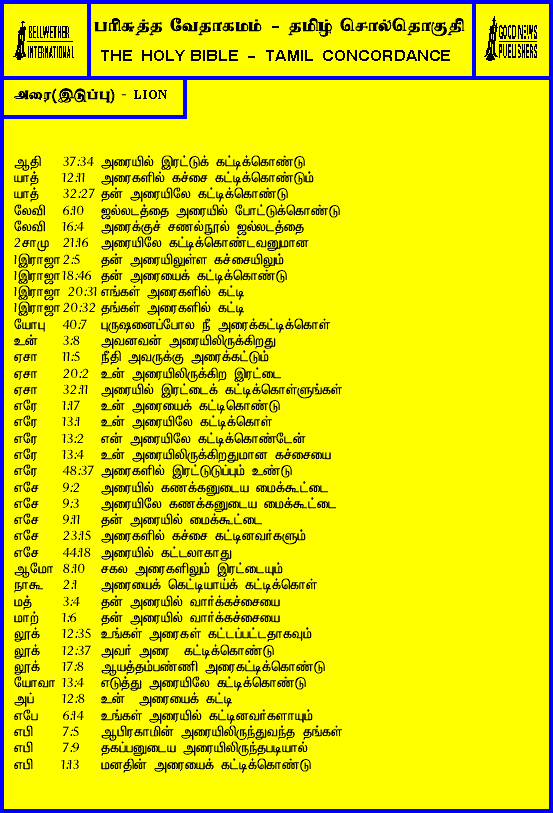 BELLWETHER
INTERNATIONAL
பரிசுத்த வேதாகமம் - தமிழ் சொல்தொகுதி
THE HOLY BIBLE - TAMIL CONCORDANCE
GOOD NEWS
PUBLISHERS
அரை(இடுப்பு) - LION
ஆதி 37:34 அரையில் இரட்டுக் கட்டிக்கொண்டு
யாத் 12:11 அரைகளில் கச்சை கட்டிக்கொண்டும்
யாத் 32:27 தன் அரையிலே கட்டிக்கொண்டு
லேவி 6:10 ஜல்லடத்தை அரையில் போட்டுக்கொண்டு
லேவி 16:4 அரைக்குச் சணல்நூல் ஜல்லடத்தை
2சாமு 21:16 அரையிலே கட்டிக்கொண்டவனுமான
1இராஜா 2:5 தன் அரையிலுள்ள கச்சையிலும்
1இராஜா 18:46 தன் அரையைக் கட்டிக்கொண்டு
1இராஜா 20:31 எங்கள் அரைகளில் கட்டி
1இராஜா 20:32 தங்கள் அரைகளில் கட்டி
யோபு 40:7 புருஷனைப்போல நீ அரைக்கட்டிக்கொள்
உன் 3:8 அவனவன் அரையிலிருக்கிறது
ஏசா 11:5 நீதி அவருக்கு அரைக்கட்டும்
ஏசா 20:2 உன் அரையிலிருக்கிற இரட்டை
ஏசா 32:11 அரையில் இரட்டைக் கட்டிக்கொள்ளுங்கள்
எரே 1:17 உன் அரையைக் கட்டிகொண்டு
எரே 13:1 உன் அரையிலே கட்டிக்கொள்
எரே 13:2 என் அரையிலே கட்டிக்கொண்டேன்
எரே 13:4 உன் அரையிலிருக்கிறதுமான கச்சையை
எரே 48:37 அரைகளில் இரட்டுடுப்பும் உண்டு
எசே 9:2 அரையில் கணக்கனுடைய மைக்கூட்டை
எசே 9:3 அரையிலே கணக்கனுடைய மைக்கூட்டை
எசே 9:11 தன் அரையில் மைக்கூட்டை
எசே 23:15 அரைகளில் கச்சை கட்டினவர்களும்
எசே 44:18 அரையில் கட்டலாகாது
ஆமோ 8:10 சகல அரைகளிலும் இரட்டையும்
நாகூ 2:1 அரையைக் கெட்டியாய்க் கட்டிக்கொள்
மத் 3:4 தன் அரையில் வார்க்கச்சையை
மாற் 1:6 தன் அரையில் வார்க்கச்சையை
லூக் 12:35 உங்கள் அரைகள் கட்டப்பட்டதாகவும்
லூக் 12:37 அவர் அரை கட்டிக்கொண்டு
லூக் 17:8 ஆயத்தம்பண்ணி அரைகட்டிக்கொண்டு
யோவா 13:4 எடுத்து அரையிலே கட்டிக்கொண்டு
அப் 12:8 உன் அரையைக் கட்டி
எபே 6:14 உங்கள் அரையில் கட்டினவர்களாயும்
எபி 7:5 ஆபிரகாமின் அரையிலிருந்துவந்த தங்கள்
எபி 7:9 தகப்பனுடைய அரையிலிருந்தபடியால்
எபி 1:13 மனதின் அரையைக் கட்டிக்கொண்டு